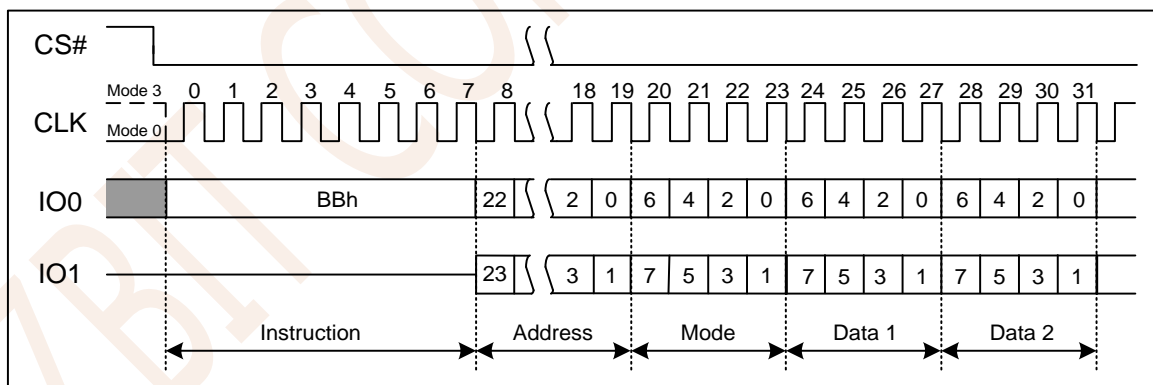 CS#
Mode 3 0 1 2 3 4 5 6 7 8 18 19 20 21 22 23 24 25 26 27 28 29 30 31
CLK
Mode 0
IO0 BBh 22 2 0 6 4 2 0 6 4 2 0 6 4 2 0
IO1 23 3 1 7 5 3 1 7 5 3 1 7 5 3 1
Instruction Address Mode Data 1 Data 2
ZBIT CO